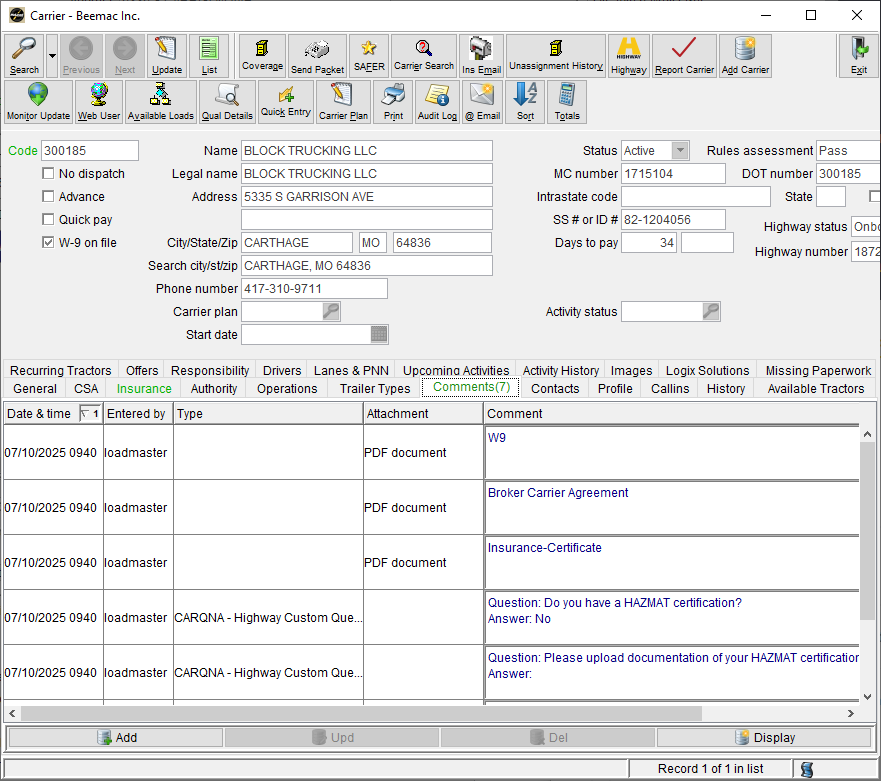 Carrier - Beemac Inc.
Search Previous Next Update List Coverage Send Packet SAFER Carrier Search Ins Email Unassignment History Highway Report Carrier Add Carrier Exit
Monitor Update Web User Available Loads Qual Details Quick Entry Carrier Plan Print Audit Log @ Email Sort Totals
Code 300185 Name BLOCK TRUCKING LLC Status Active Rules assessment Pass
No dispatch Legal name BLOCK TRUCKING LLC MC number 1715104 DOT number 300185
Advance Address 5335 S GARRISON AVE Intrastate code State
Quick pay SS # or ID # 82-1204056 Highway status Onbo
W-9 on file City/State/Zip CARTHAGE MO 64836 Days to pay 34
Search city/st/zip CARTHAGE, MO 64836 Highway number 1872
Phone number 417-310-9711
Carrier plan Activity status
Start date
Recurring Tractors Offers Responsibility Drivers Lanes & PNN Upcoming Activities Activity History Images Logix Solutions Missing Paperwork
General CSA Insurance Authority Operations Trailer Types Comments(7) Contacts Profile Callins History Available Tractors
Date & time 1 Entered by Type Attachment Comment
07/10/2025 0940 loadmaster PDF document W9
07/10/2025 0940 loadmaster PDF document Broker Carrier Agreement
07/10/2025 0940 loadmaster PDF document Insurance-Certificate
07/10/2025 0940 loadmaster CARQNA - Highway Custom Que... Question: Do you have a HAZMAT certification?
Answer: No
07/10/2025 0940 loadmaster CARQNA - Highway Custom Que... Question: Please upload documentation of your HAZMAT certification
Answer:
Add Upd Del Display
Record 1 of 1 in list